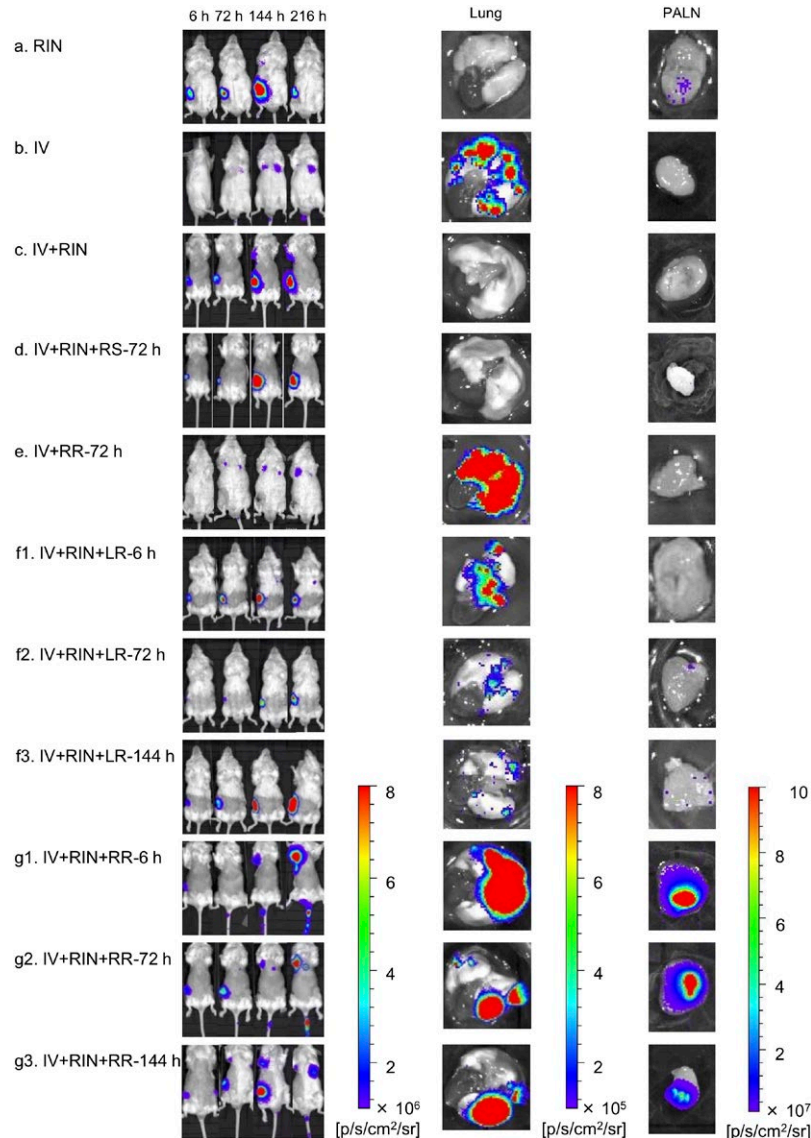 6 h 72 h 144 h 216 h Lung PALN
a. RIN
b. IV
c. IV+RIN
d. IV+RIN+RS-72 h
e. IV+RR-72 h
f1. IV+RIN+LR-6 h
f2. IV+RIN+LR-72 h
f3. IV+RIN+LR-144 h
8 8 10
g1. IV+RIN+RR-6 h
6 6 8
6
g2. IV+RIN+RR-72 h
4 4
4
g3. IV+RIN+RR-144 h
2 2 2
× 10⁶ × 10⁵ × 10⁷
[p/s/cm²/sr] [p/s/cm²/sr] [p/s/cm²/sr]